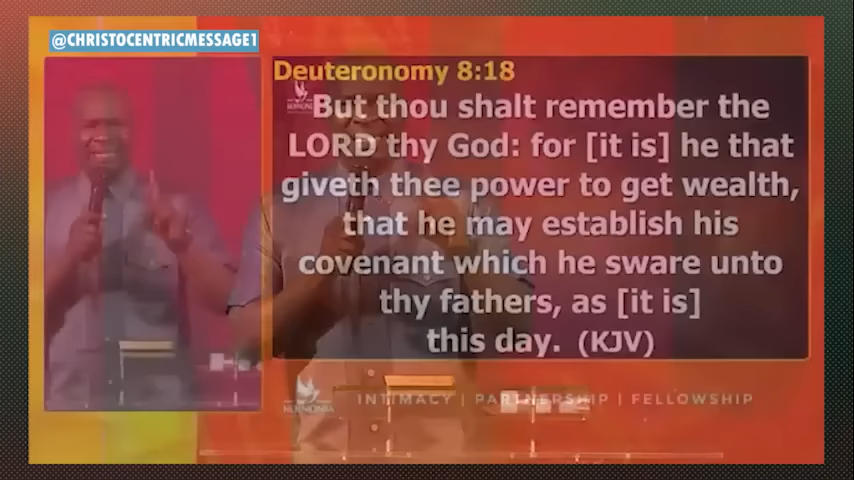 @CHRISTOCENTRICMESSAGE1
Deuteronomy 8:18
But thou shalt remember the
LORD thy God: for [it is] he that
giveth thee power to get wealth,
that he may establish his
covenant which he sware unto
thy fathers, as [it is]
this day. (KJV)
INTIMACY | PARTNERSHIP | FELLOWSHIP